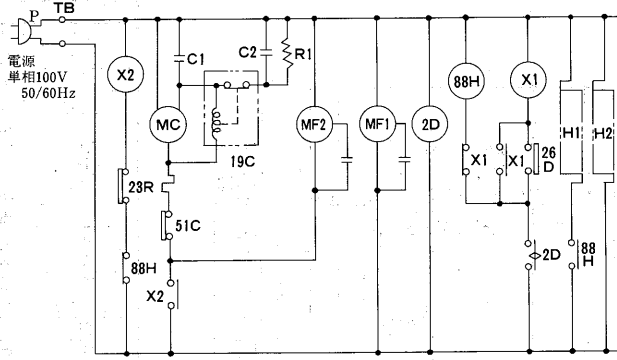 P
TB
電源
単相100V
50/60Hz
C1
C2
R1
X2
MC
19C
MF2
MF1
2D
88H
X1
23R
51C
X1
X1
26
D
H1
H2
88H
X2
2D
88
H